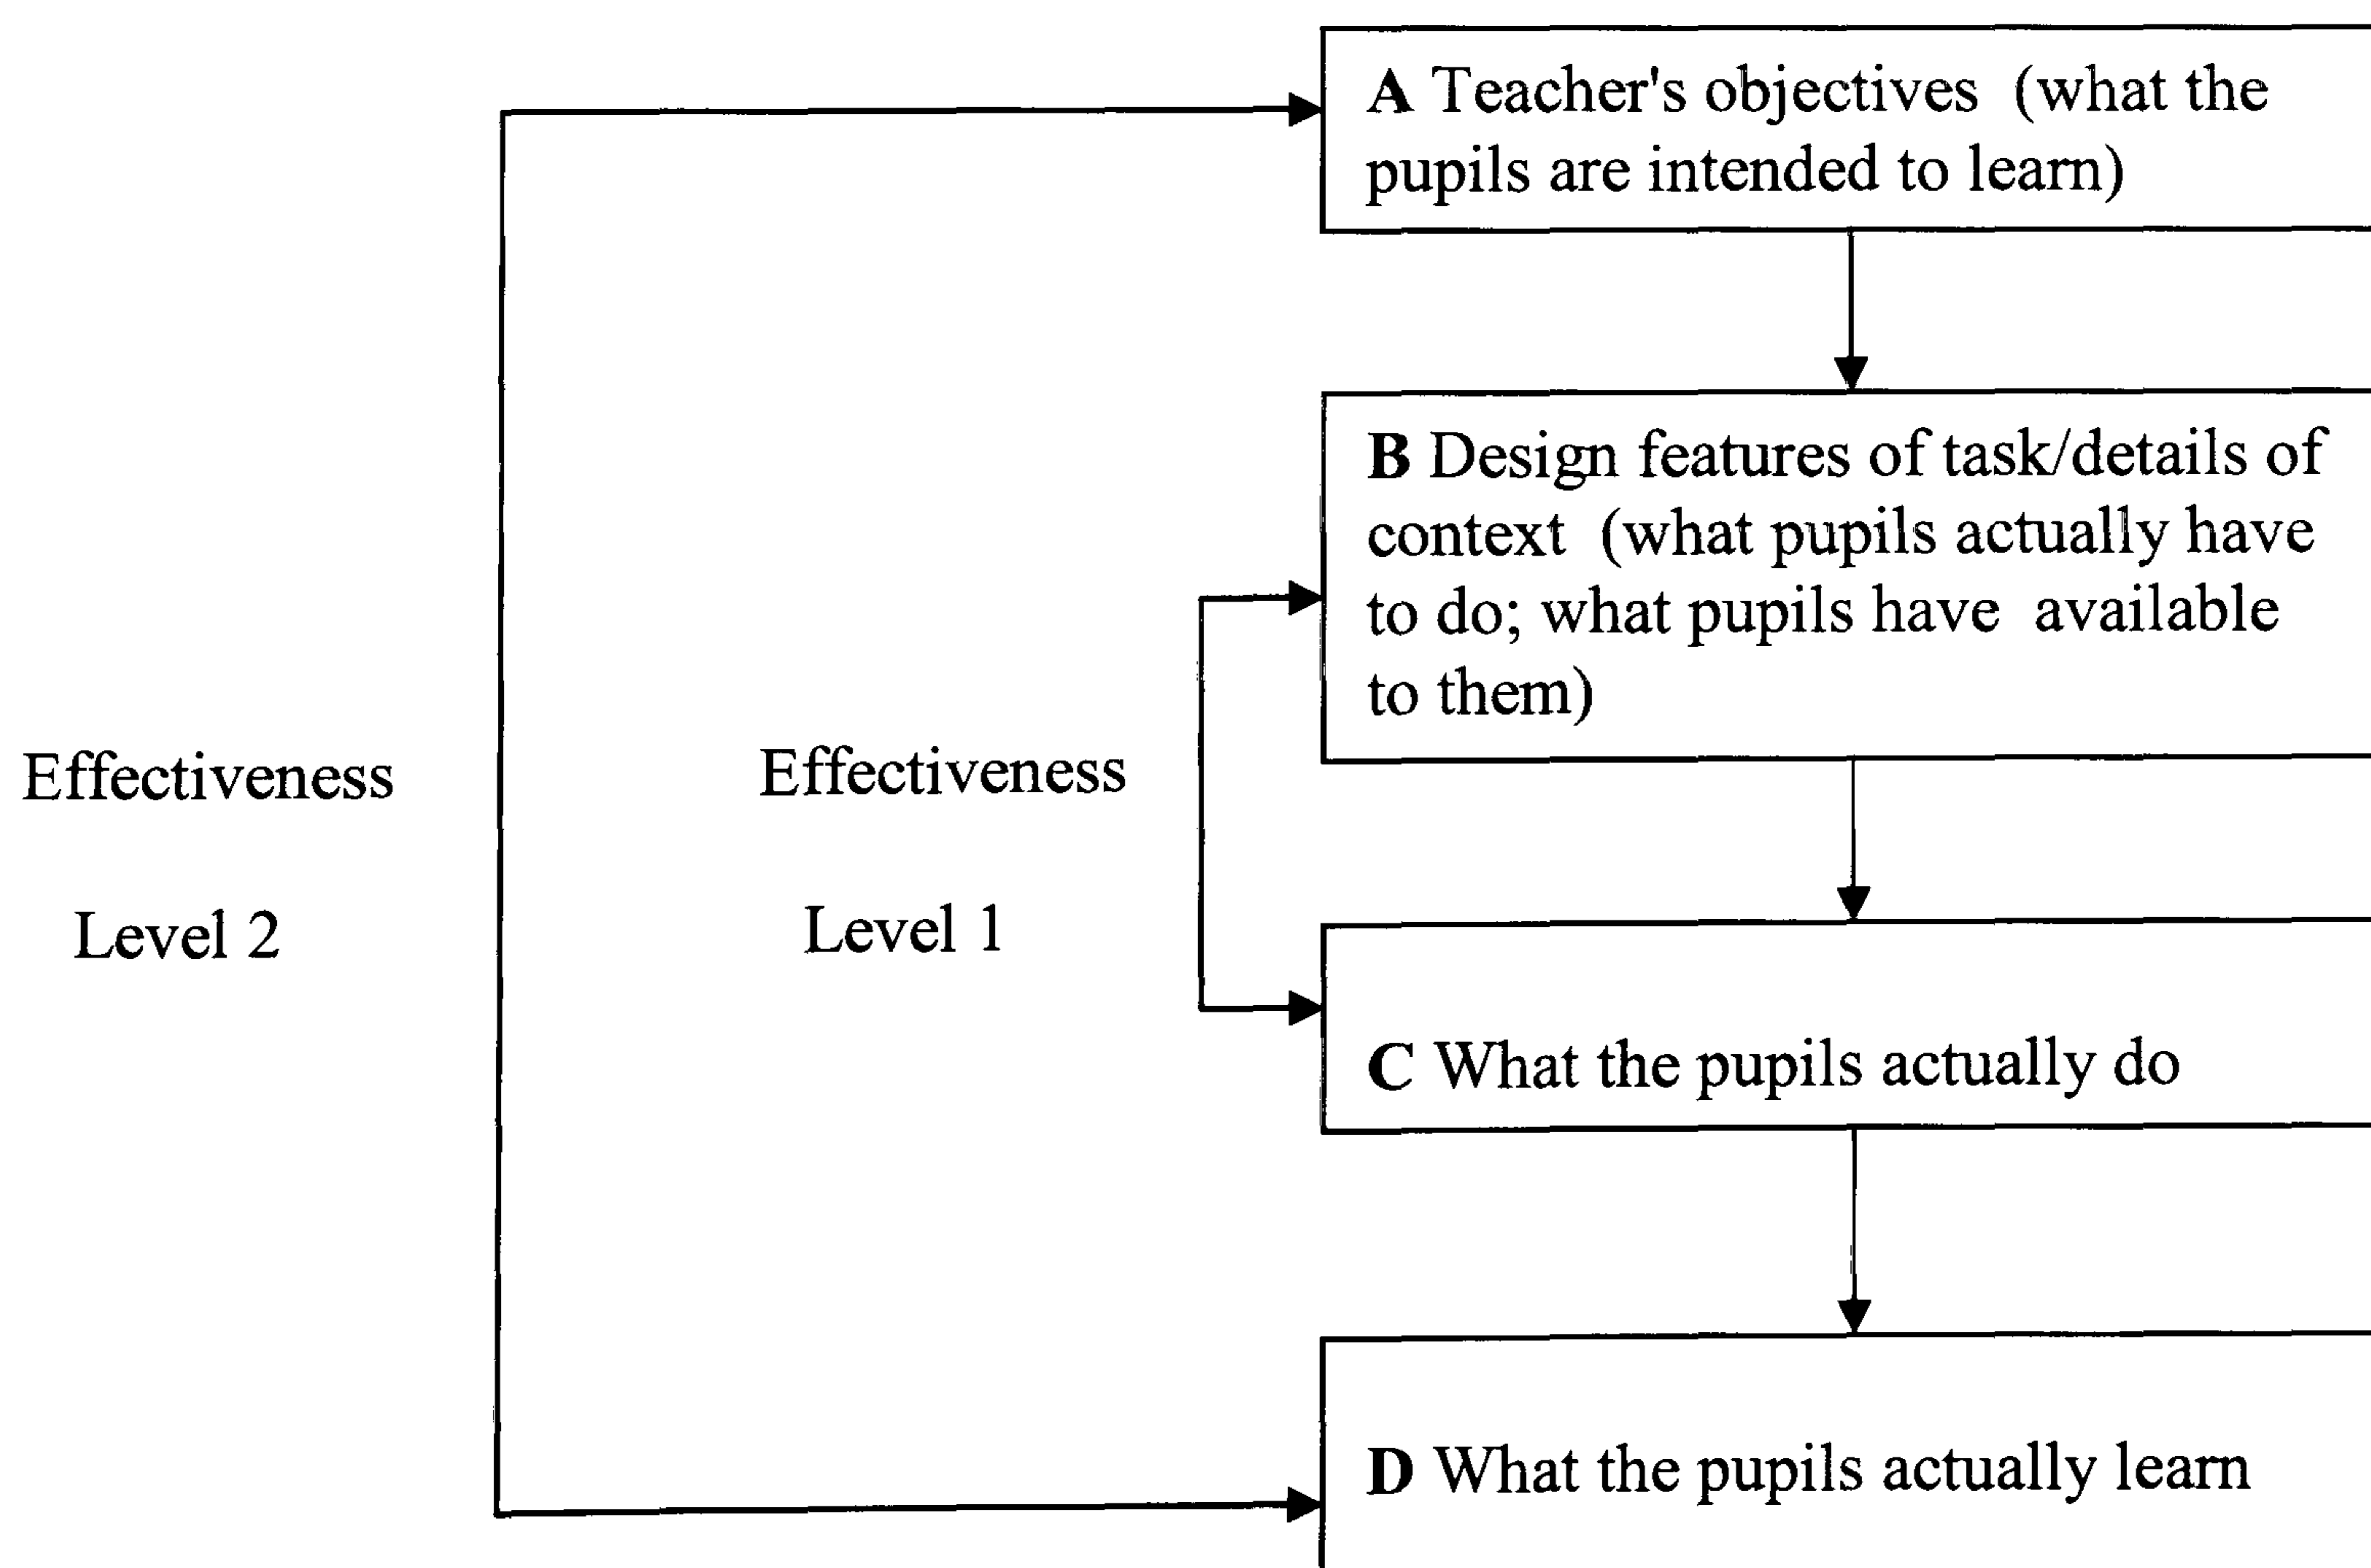 A Teacher's objectives (what the
pupils are intended to learn)
B Design features of task/details of
context (what pupils actually have
to do; what pupils have available
to them)
Effectiveness
Level 2
Effectiveness
Level 1
C What the pupils actually do
D What the pupils actually learn